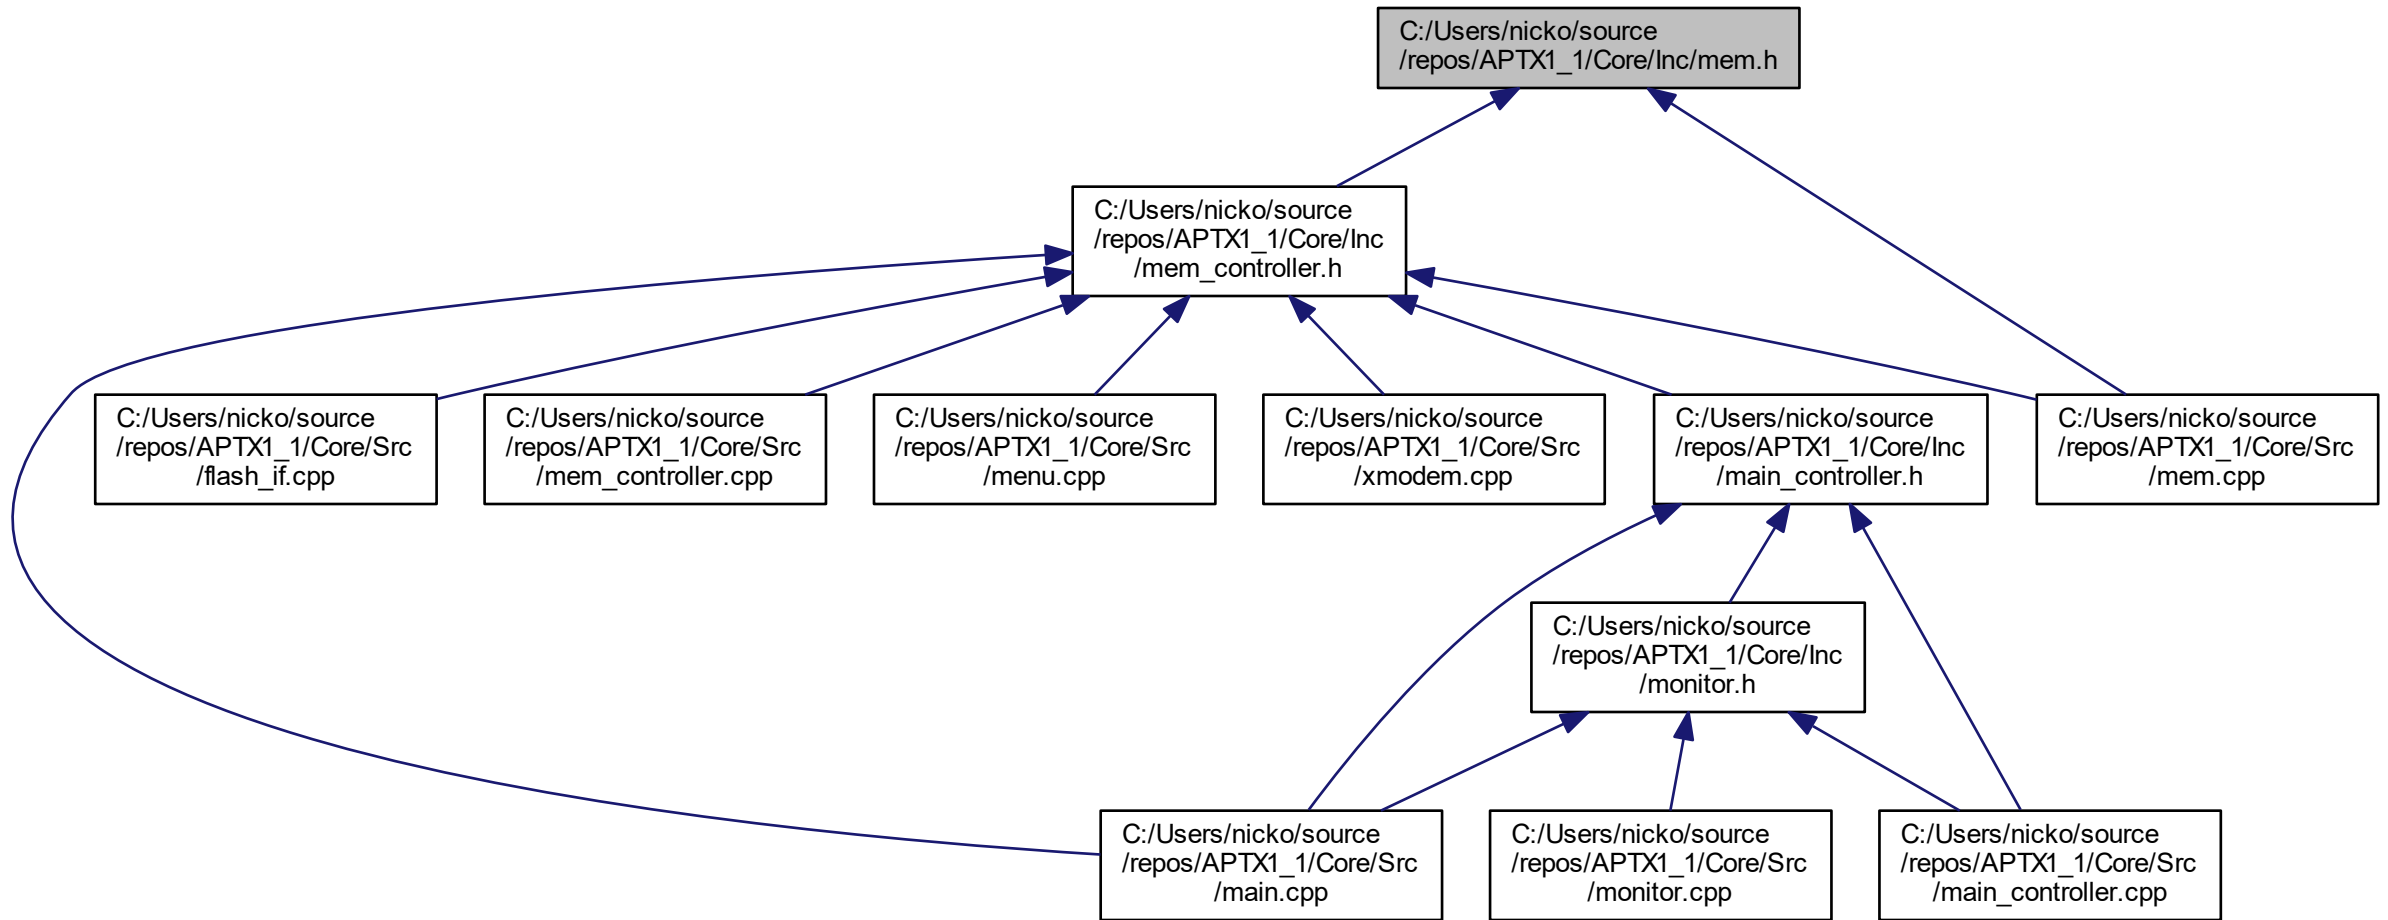 C:/Users/nicko/source
/repos/APTX1_1/Core/Inc/mem.h
C:/Users/nicko/source
/repos/APTX1_1/Core/Inc
/mem_controller.h
C:/Users/nicko/source
/repos/APTX1_1/Core/Src
/flash_if.cpp
C:/Users/nicko/source
/repos/APTX1_1/Core/Src
/mem_controller.cpp
C:/Users/nicko/source
/repos/APTX1_1/Core/Src
/menu.cpp
C:/Users/nicko/source
/repos/APTX1_1/Core/Src
/xmodem.cpp
C:/Users/nicko/source
/repos/APTX1_1/Core/Inc
/main_controller.h
C:/Users/nicko/source
/repos/APTX1_1/Core/Src
/mem.cpp
C:/Users/nicko/source
/repos/APTX1_1/Core/Inc
/monitor.h
C:/Users/nicko/source
/repos/APTX1_1/Core/Src
/main.cpp
C:/Users/nicko/source
/repos/APTX1_1/Core/Src
/monitor.cpp
C:/Users/nicko/source
/repos/APTX1_1/Core/Src
/main_controller.cpp